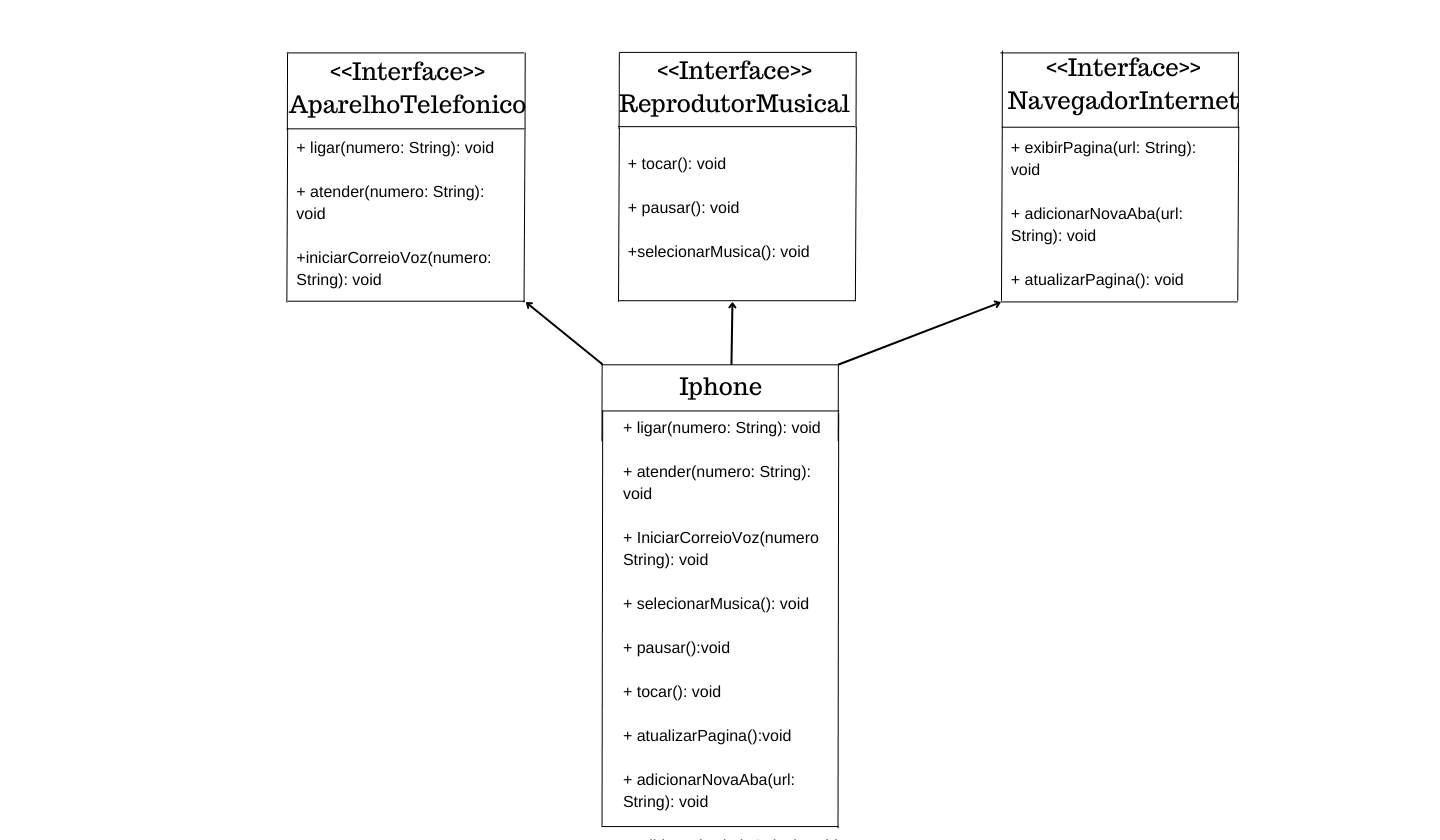 <<Interface>>
AparelhoTelefonico
+ ligar(numero: String): void
+ atender(numero: String):
void
+iniciarCorreioVoz(numero:
String): void
<<Interface>>
ReprodutorMusical
+ tocar(): void
+ pausar(): void
+selecionarMusica(): void
<<Interface>>
NavegadorInternet
+ exibirPagina(url: String):
void
+ adicionarNovaAba(url:
String): void
+ atualizarPagina(): void
Iphone
+ ligar(numero: String): void
+ atender(numero: String):
void
+ IniciarCorreioVoz(numero
String): void
+ selecionarMusica(): void
+ pausar():void
+ tocar(): void
+ atualizarPagina():void
+ adicionarNovaAba(url:
String): void